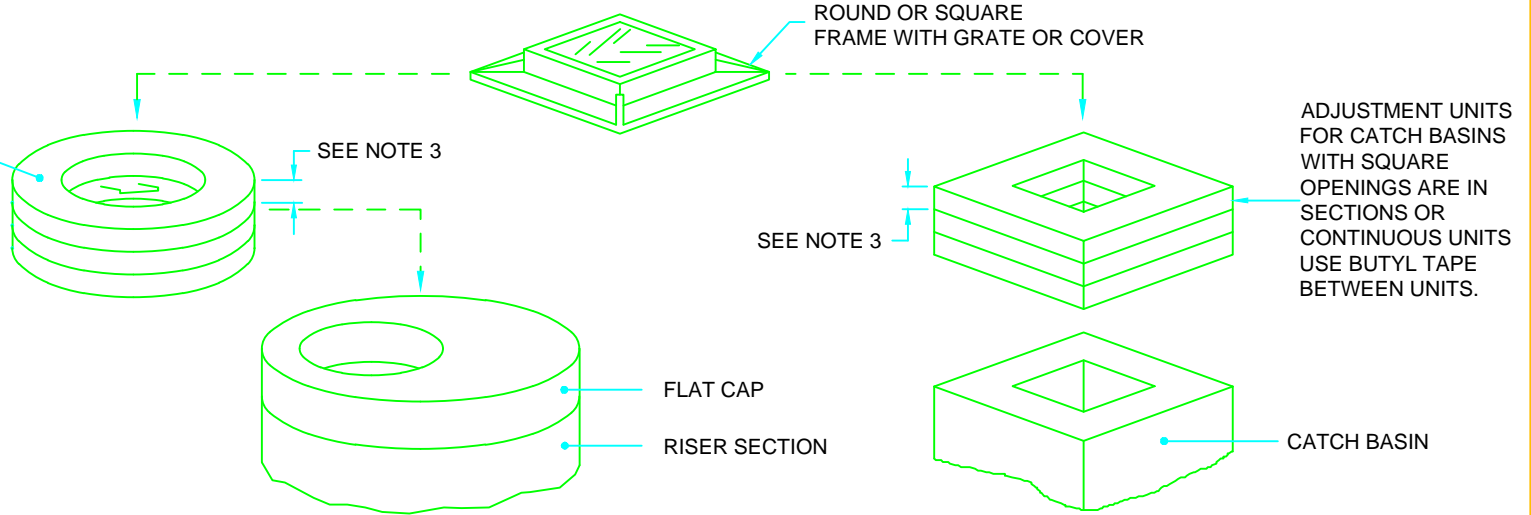 ROUND OR SQUARE
FRAME WITH GRATE OR COVER
SEE NOTE 3
SEE NOTE 3
ADJUSTMENT UNITS
FOR CATCH BASINS
WITH SQUARE
OPENINGS ARE IN
SECTIONS OR
CONTINUOUS UNITS
USE BUTYL TAPE
BETWEEN UNITS.
FLAT CAP
RISER SECTION
CATCH BASIN